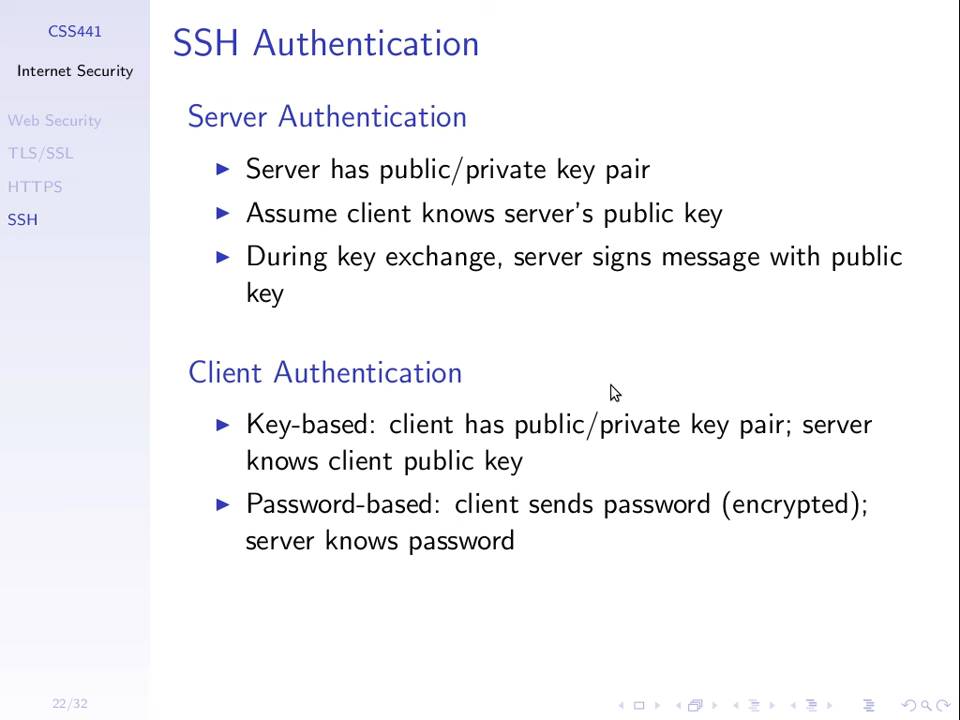 CSS441
Internet Security
Web Security
TLS/SSL
HTTPS
SSH
SSH Authentication
Server Authentication
▶ Server has public/private key pair
▶ Assume client knows server's public key
▶ During key exchange, server signs message with public
key
Client Authentication
▶ Key-based: client has public/private key pair; server
knows client public key
▶ Password-based: client sends password (encrypted);
server knows password
22/32